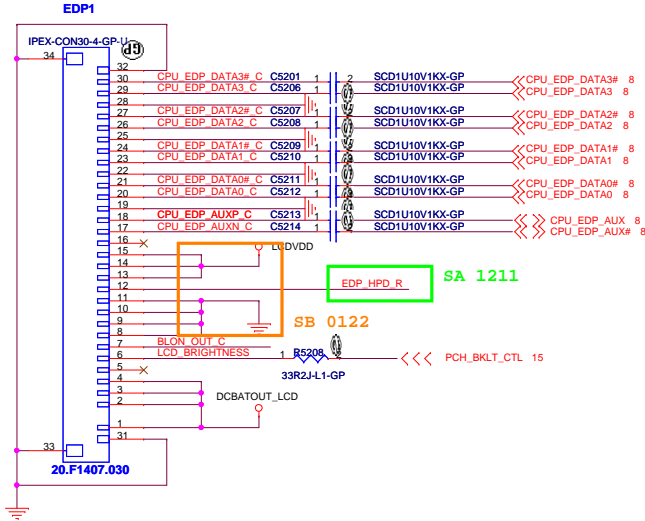 EDP1
IPEX-CON30-4-GP-U
34
32
30 CPU_EDP_DATA3#_C C5201 1 2 SCD1U10V1KX-GP CPU_EDP_DATA3# 8
29 CPU_EDP_DATA3_C C5206 1 SCD1U10V1KX-GP CPU_EDP_DATA3 8
28
27 CPU_EDP_DATA2#_C C5207 1 SCD1U10V1KX-GP CPU_EDP_DATA2# 8
26 CPU_EDP_DATA2_C C5208 1 SCD1U10V1KX-GP CPU_EDP_DATA2 8
25
24 CPU_EDP_DATA1#_C C5209 1 SCD1U10V1KX-GP CPU_EDP_DATA1# 8
23 CPU_EDP_DATA1_C C5210 1 SCD1U10V1KX-GP CPU_EDP_DATA1 8
22
21 CPU_EDP_DATA0#_C C5211 1 SCD1U10V1KX-GP CPU_EDP_DATA0# 8
20 CPU_EDP_DATA0_C C5212 1 SCD1U10V1KX-GP CPU_EDP_DATA0 8
19
18 CPU_EDP_AUXP_C C5213 1 SCD1U10V1KX-GP CPU_EDP_AUX 8
17 CPU_EDP_AUXN_C C5214 1 SCD1U10V1KX-GP CPU_EDP_AUX# 8
16
15 LCDVDD
14
13 SA 1211
12 EDP_HPD_R
11
10
9 SB 0122
8
7 BLON_OUT_C
6 LCD_BRIGHTNESS 1 R5208 PCH_BKLT_CTL 15
33R2J-L1-GP
5
4
3 DCBATOUT_LCD
2
1
31
33
20.F1407.030